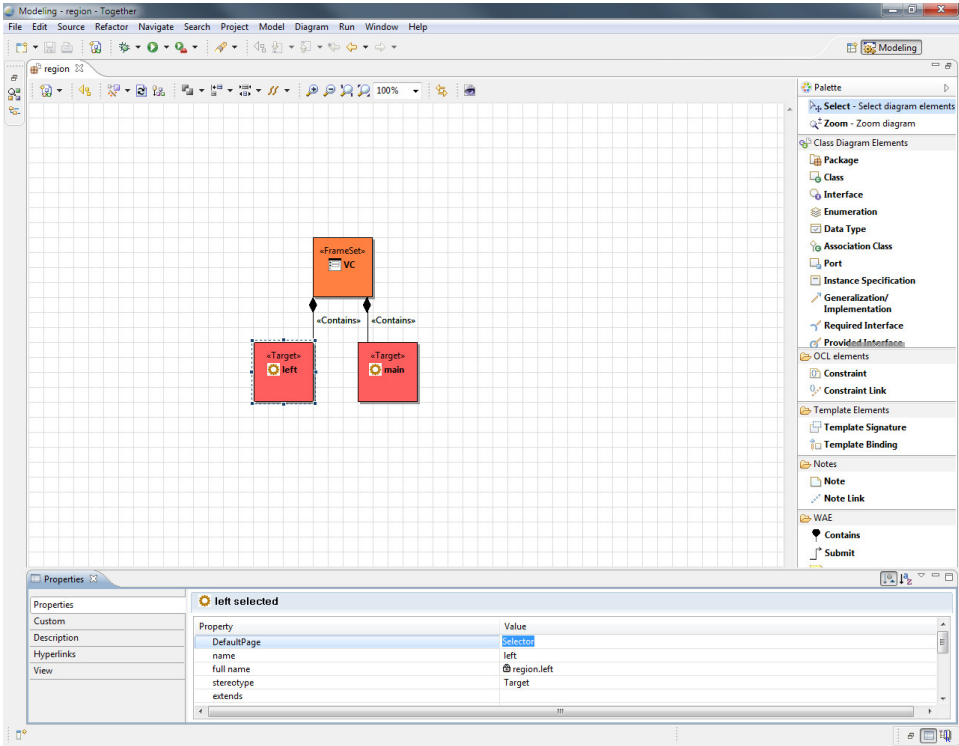 Modeling - region - Together
File Edit Source Refactor Navigate Search Project Model Diagram Run Window Help
Modeling
region
100%
Palette
Select - Select diagram elements
Zoom - Zoom diagram
Class Diagram Elements
Package
Class
Interface
Enumeration
Data Type
Association Class
Port
Instance Specification
Generalization/
Implementation
Required Interface
Provided Interface
OCL elements
Constraint
Constraint Link
Template Elements
Template Signature
Template Binding
Notes
Note
Note Link
WAE
Contains
Submit
«FrameSet»
VC
«Contains» «Contains»
«Target» «Target»
left main
Properties
Properties
Custom
Description
Hyperlinks
View
left selected
Property Value
DefaultPage Selector
name left
full name region.left
stereotype Target
extends